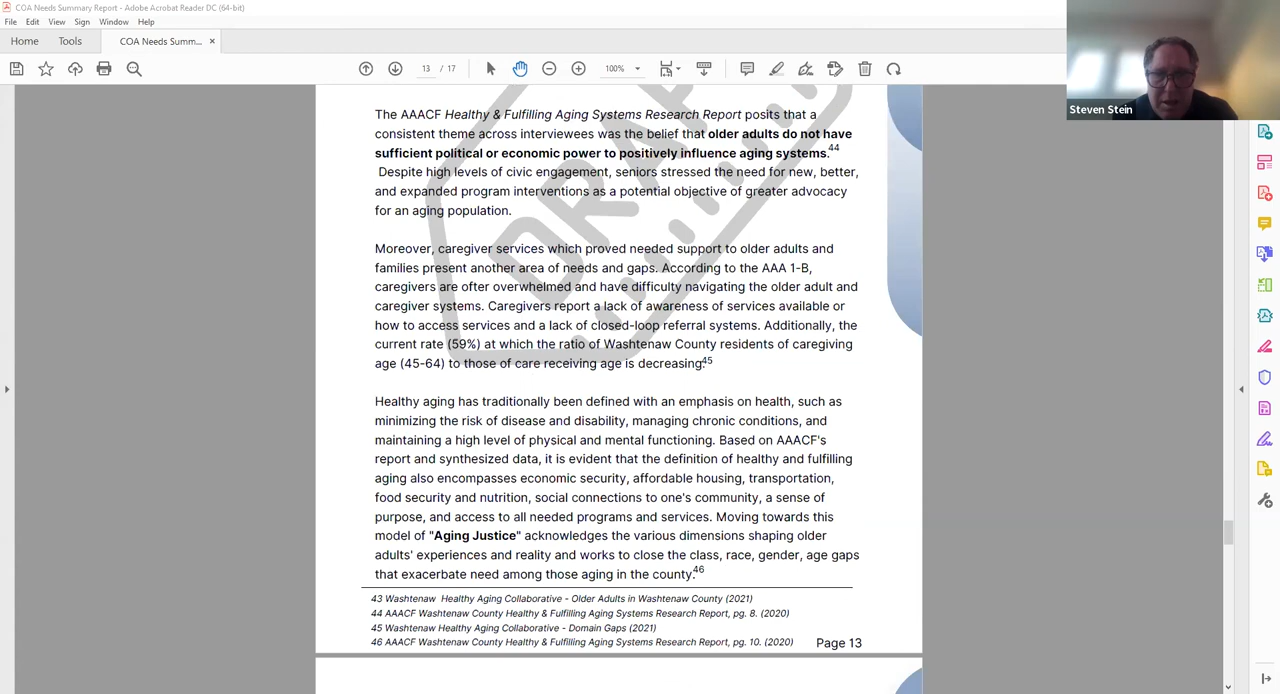 COA Needs Summary Report - Adobe Acrobat Reader DC (64-bit)
File Edit View Sign Window Help
Home Tools COA Needs Summ... ×
13 / 17 100%
Steven Stein
DRAFT
The AAACF Healthy & Fulfilling Aging Systems Research Report posits that a
consistent theme across interviewees was the belief that older adults do not have
sufficient political or economic power to positively influence aging systems.44
Despite high levels of civic engagement, seniors stressed the need for new, better,
and expanded program interventions as a potential objective of greater advocacy
for an aging population.
Moreover, caregiver services which proved needed support to older adults and
families present another area of needs and gaps. According to the AAA 1-B,
caregivers are ofter overwhelmed and have difficulty navigating the older adult and
caregiver systems. Caregivers report a lack of awareness of services available or
how to access services and a lack of closed-loop referral systems. Additionally, the
current rate (59%) at which the ratio of Washtenaw County residents of caregiving
age (45-64) to those of care receiving age is decreasing.45
Healthy aging has traditionally been defined with an emphasis on health, such as
minimizing the risk of disease and disability, managing chronic conditions, and
maintaining a high level of physical and mental functioning. Based on AAACF's
report and synthesized data, it is evident that the definition of healthy and fulfilling
aging also encompasses economic security, affordable housing, transportation,
food security and nutrition, social connections to one's community, a sense of
purpose, and access to all needed programs and services. Moving towards this
model of "Aging Justice" acknowledges the various dimensions shaping older
adults' experiences and reality and works to close the class, race, gender, age gaps
that exacerbate need among those aging in the county.46
43 Washtenaw Healthy Aging Collaborative - Older Adults in Washtenaw County (2021)
44 AAACF Washtenaw County Healthy & Fulfilling Aging Systems Research Report, pg. 8. (2020)
45 Washtenaw Healthy Aging Collaborative - Domain Gaps (2021)
46 AAACF Washtenaw County Healthy & Fulfilling Aging Systems Research Report, pg. 10. (2020)
Page 13